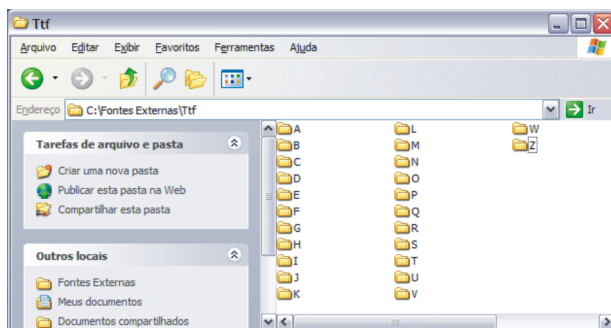 Ttf
Arquivo Editar Exibir Favoritos Ferramentas Ajuda
Endereço C:\Fontes Externas\Ttf Ir
Tarefas de arquivo e pasta
Criar uma nova pasta
Publicar esta pasta na Web
Compartilhar esta pasta
Outros locais
Fontes Externas
Meus documentos
Documentos compartilhados
A
B
C
D
E
F
G
H
I
J
K
L
M
N
O
P
Q
R
S
T
U
V
W
Z